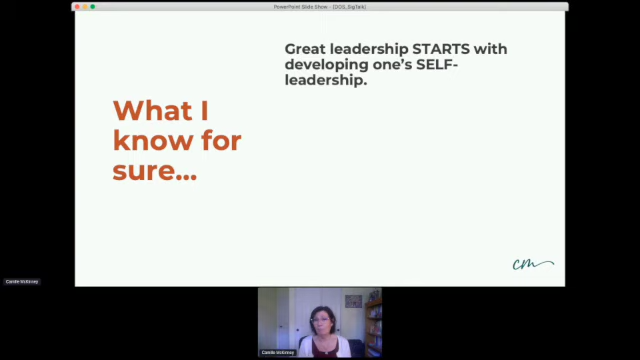 PowerPoint Slide Show - [DOS_BigTalk]
Great leadership STARTS with
developing one's SELF-
leadership.
What I
know for
sure...
cm
Camille McKinney
Camille McKinney